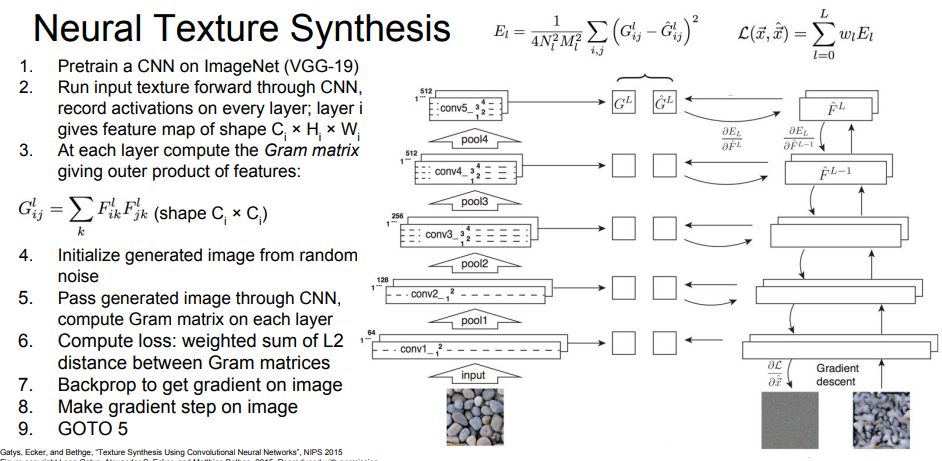 Neural Texture Synthesis
E_l = \frac{1}{4N_l^2 M_l^2} \sum_{i,j} (G_{ij}^l - \hat{G}_{ij}^l)^2
\mathcal{L}(\vec{x}, \hat{\vec{x}}) = \sum_{l=0}^{L} w_l E_l
1. Pretrain a CNN on ImageNet (VGG-19)
2. Run input texture forward through CNN,
record activations on every layer; layer i
gives feature map of shape C_i × H_i × W_i
3. At each layer compute the Gram matrix
giving outer product of features:
G_{ij}^l = \sum_k F_{ik}^l F_{jk}^l (shape C_i × C_i)
4. Initialize generated image from random
noise
5. Pass generated image through CNN,
compute Gram matrix on each layer
6. Compute loss: weighted sum of L2
distance between Gram matrices
7. Backprop to get gradient on image
8. Make gradient step on image
9. GOTO 5
512
1...
conv5_ 1 2 3 4
G^L
\hat{G}^L
\hat{F}^L
pool4
\frac{\partial E_L}{\partial \hat{F}^L}
\frac{\partial E_L}{\partial \hat{F}^{L-1}}
512
1...
conv4_ 1 2 3 4
\hat{F}^{L-1}
pool3
256
1...
conv3_ 1 2 3 4
pool2
128
1...
conv2_ 1 2
pool1
64
1...
conv1_ 1 2
input
\frac{\partial \mathcal{L}}{\partial \hat{\vec{x}}}
Gradient
descent
Gatys, Ecker, and Bethge, "Texture Synthesis Using Convolutional Neural Networks", NIPS 2015